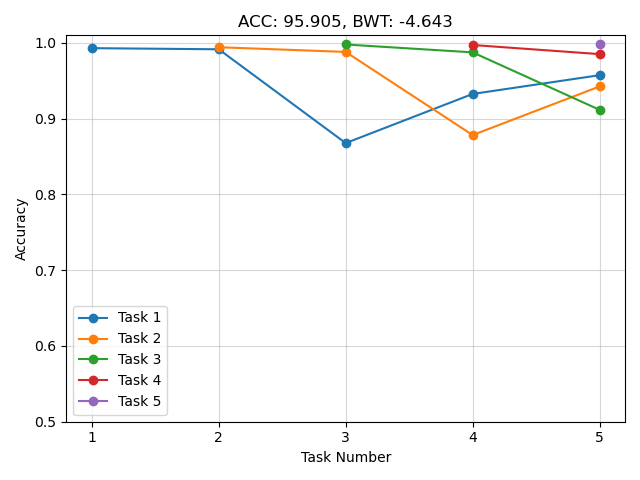 ACC: 95.905, BWT: -4.643
1.0
0.9
0.8
0.7
0.6
0.5
Accuracy
Task 1
Task 2
Task 3
Task 4
Task 5
1 2 3 4 5
Task Number